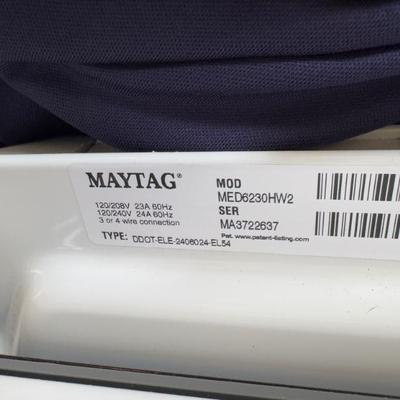 MAYTAG®
120/208V 23A 60Hz
120/240V 24A 60Hz
3 or 4 wire connection
TYPE: DDOT-ELE-2406024-EL54
MOD
MED6230HW2
SER
MA3722637
Pat. www.patent-listing.com